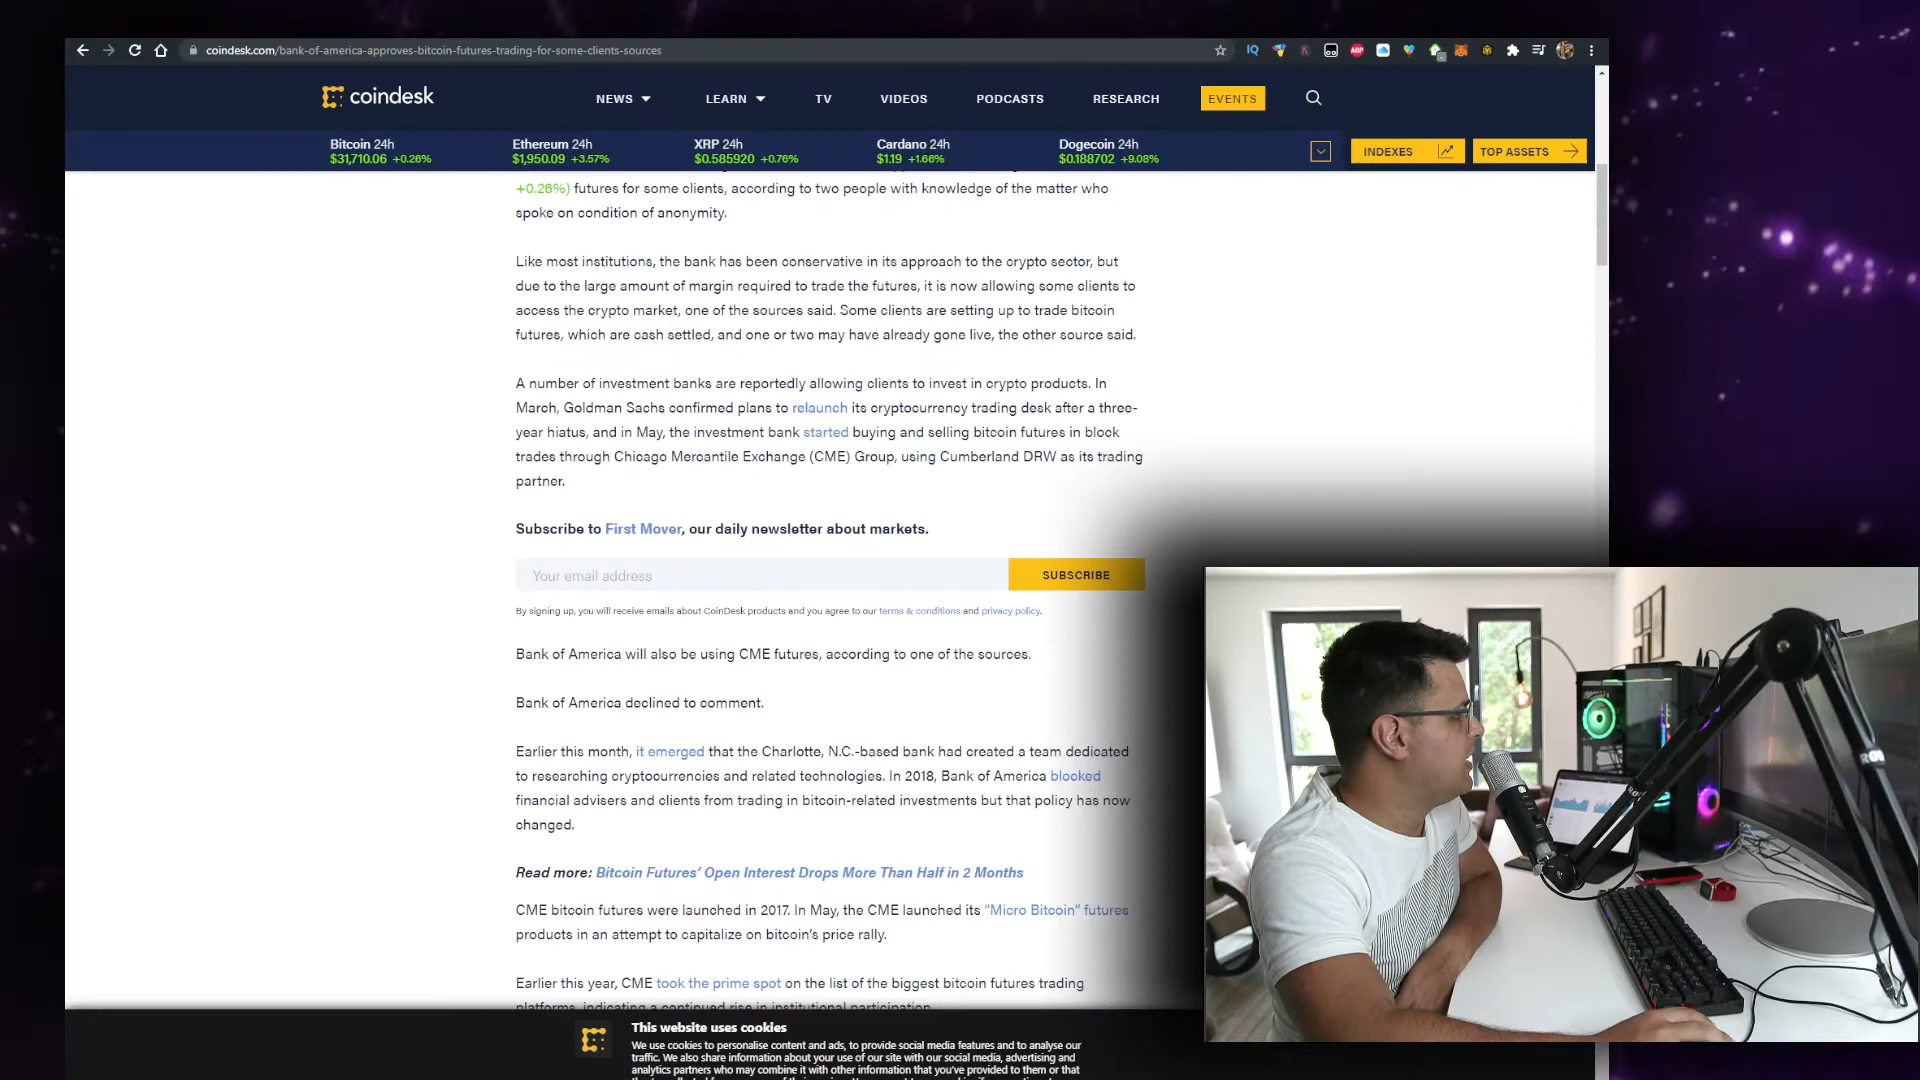 coindesk.com/bank-of-america-approves-bitcoin-futures-trading-for-some-clients-sources
coindesk
NEWS LEARN TV VIDEOS PODCASTS RESEARCH EVENTS
Bitcoin 24h
$31,710.06 +0.26%
Ethereum 24h
$1,950.09 +3.57%
XRP 24h
$0.585920 +0.76%
Cardano 24h
$1.19 +1.66%
Dogecoin 24h
$0.188702 +9.08%
INDEXES
TOP ASSETS
+0.26%) futures for some clients, according to two people with knowledge of the matter who
spoke on condition of anonymity.
Like most institutions, the bank has been conservative in its approach to the crypto sector, but
due to the large amount of margin required to trade the futures, it is now allowing some clients to
access the crypto market, one of the sources said. Some clients are setting up to trade bitcoin
futures, which are cash settled, and one or two may have already gone live, the other source said.
A number of investment banks are reportedly allowing clients to invest in crypto products. In
March, Goldman Sachs confirmed plans to relaunch its cryptocurrency trading desk after a three-
year hiatus, and in May, the investment bank started buying and selling bitcoin futures in block
trades through Chicago Mercantile Exchange (CME) Group, using Cumberland DRW as its trading
partner.
Subscribe to First Mover, our daily newsletter about markets.
Your email address
SUBSCRIBE
By signing up, you will receive emails about CoinDesk products and you agree to our terms & conditions and privacy policy.
Bank of America will also be using CME futures, according to one of the sources.
Bank of America declined to comment.
Earlier this month, it emerged that the Charlotte, N.C.-based bank had created a team dedicated
to researching cryptocurrencies and related technologies. In 2018, Bank of America blocked
financial advisers and clients from trading in bitcoin-related investments but that policy has now
changed.
Read more: Bitcoin Futures' Open Interest Drops More Than Half in 2 Months
CME bitcoin futures were launched in 2017. In May, the CME launched its “Micro Bitcoin” futures
products in an attempt to capitalize on bitcoin's price rally.
Earlier this year, CME took the prime spot on the list of the biggest bitcoin futures trading
platforms, indicating a continued rise in institutional participation.
This website uses cookies
We use cookies to personalise content and ads, to provide social media features and to analyse our
traffic. We also share information about your use of our site with our social media, advertising and
analytics partners who may combine it with other information that you've provided to them or that